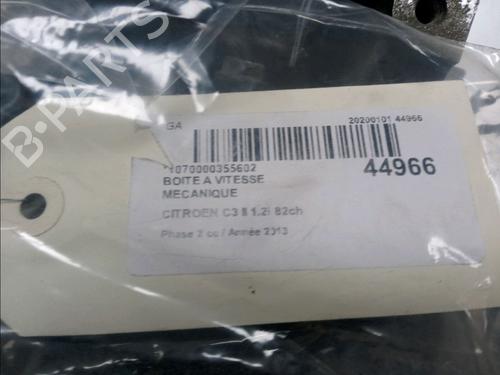 B-PARTS
GA
20200101 44966
*1070000355602
44966
BOITE A VITESSE
MECANIQUE
CITROEN C3 II 1.2i 82ch
Phase 2 cc / Année 2013